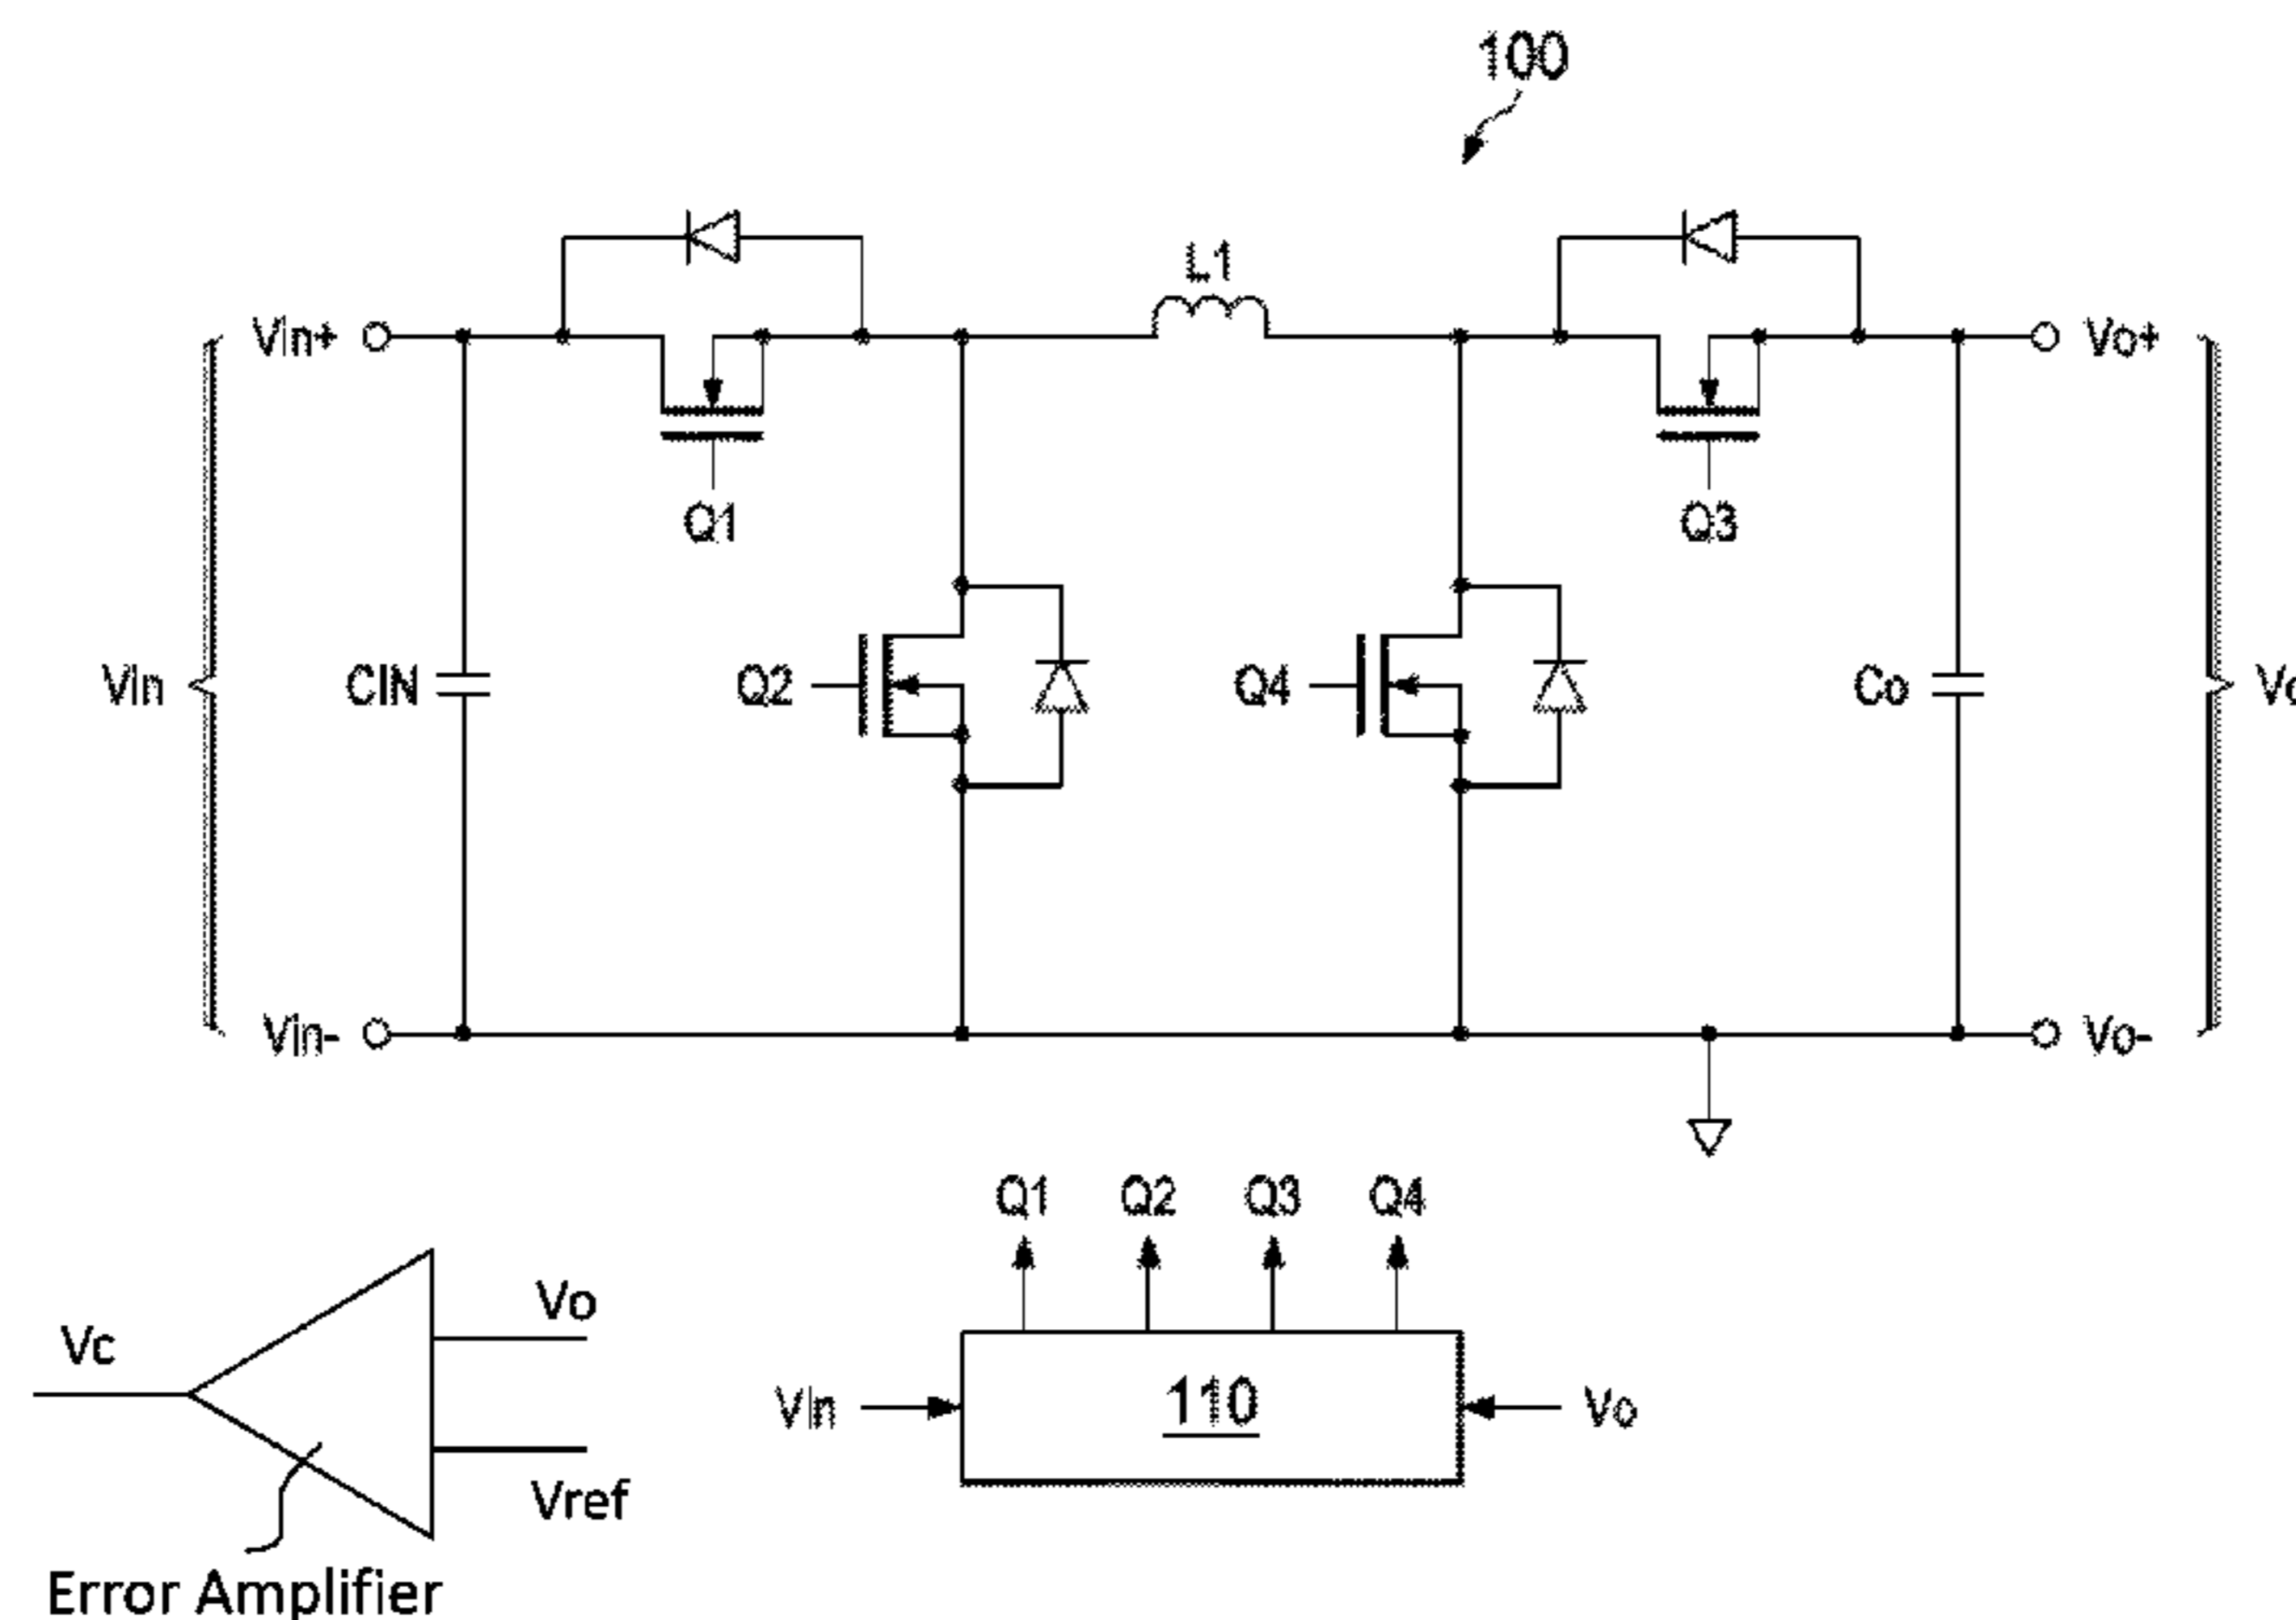 100
L1
Vin+
Vo+
Q1
Q3
Vin
CIN
Q2
Q4
Co
Vin-
Vo-
Q1 Q2 Q3 Q4
Vc
Vo
Vin
110
Vo
Vref
Error Amplifier